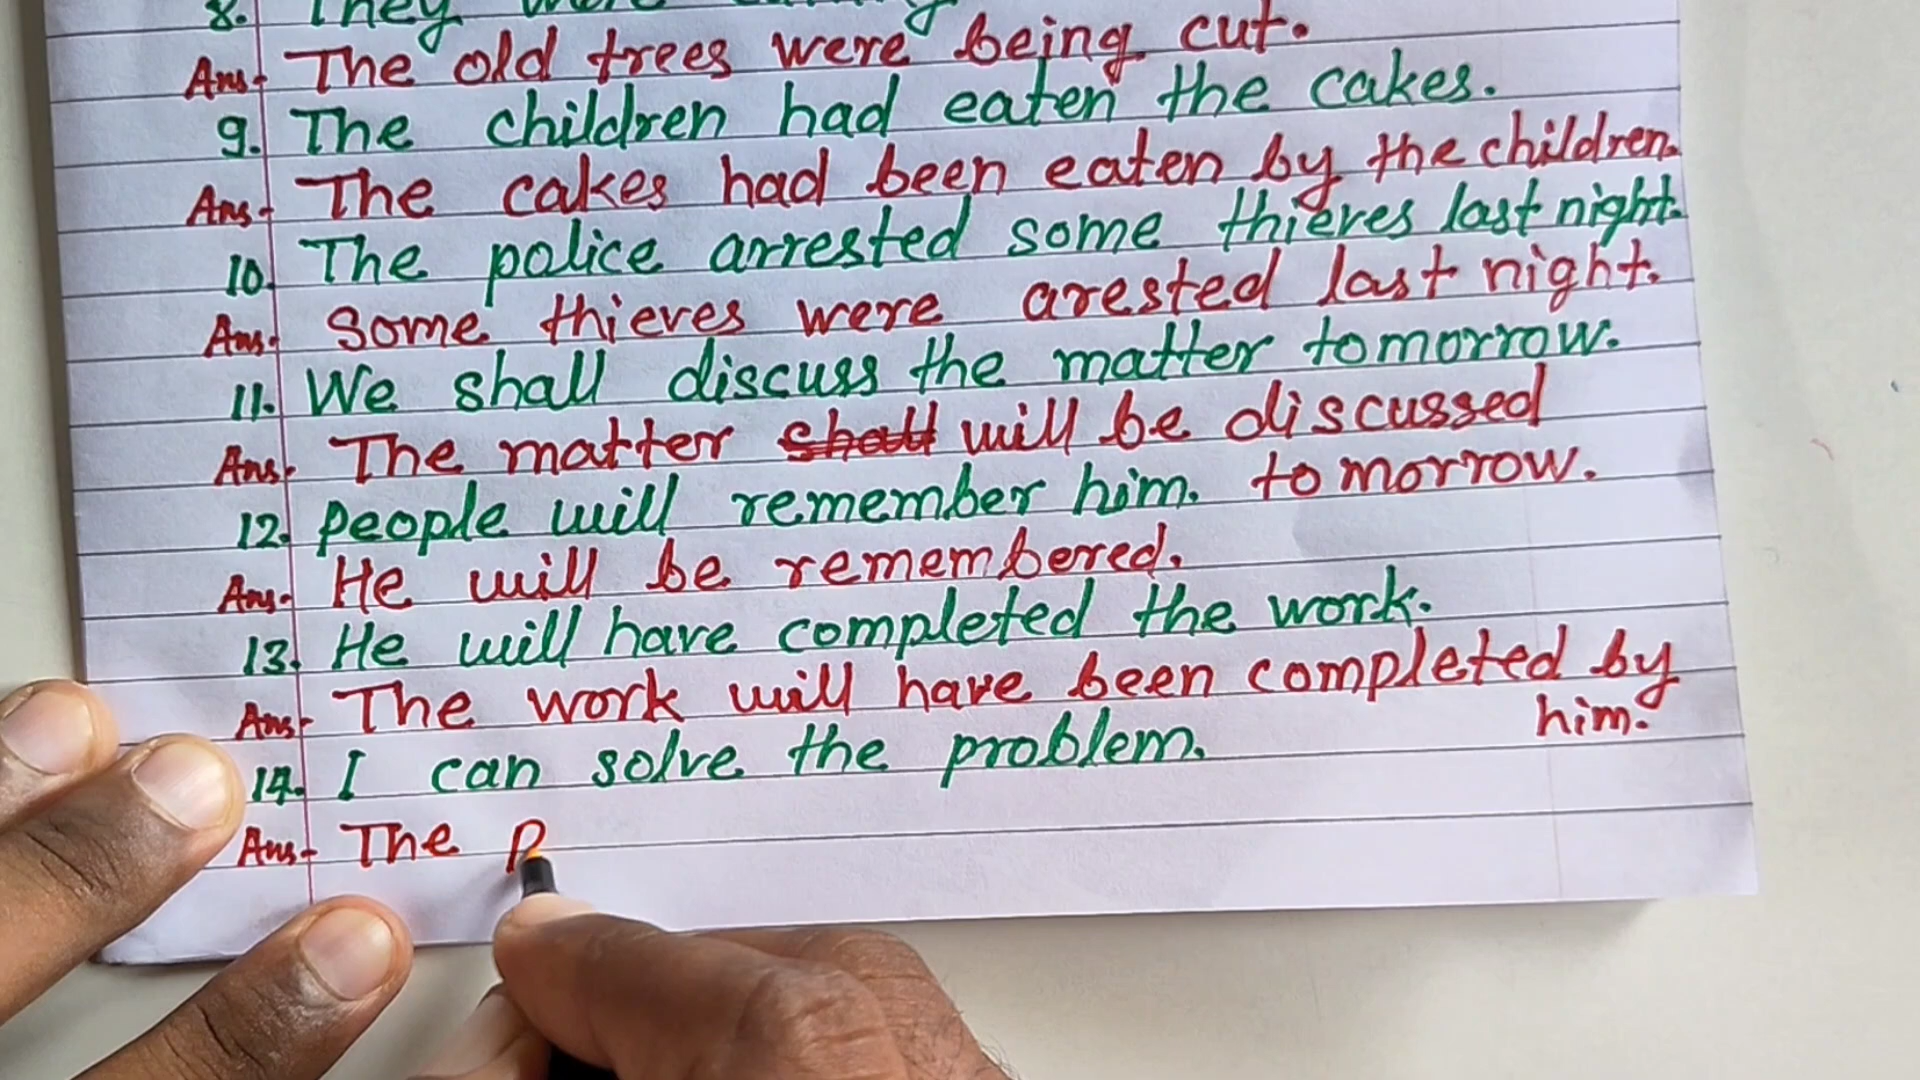 8. They were
Ans- The old trees were being cut.
9. The children had eaten the cakes.
Ans- The cakes had been eaten by the children.
10. The police arrested some thieves last night.
Ans. Some thieves were arested last night.
11. We shall discuss the matter tomorrow.
Ans. The matter shall will be discussed
tomorrow.
12. People will remember him.
Ans. He will be remembered.
13. He will have completed the work.
Ans- The work will have been completed by
him.
14. I can solve the problem.
Ans- The P